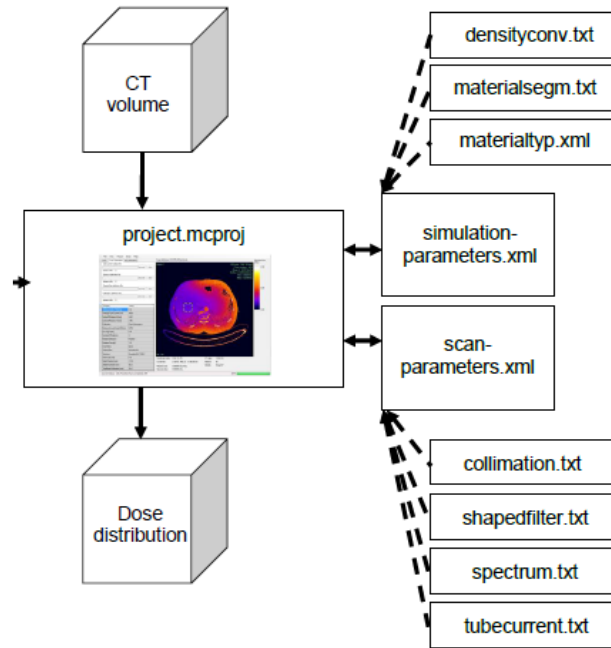 densityconv.txt
CT
volume
materialsegm.txt
materialtyp.xml
project.mcproj
simulation-
parameters.xml
scan-
parameters.xml
collimation.txt
Dose
distribution
shapedfilter.txt
spectrum.txt
tubecurrent.txt